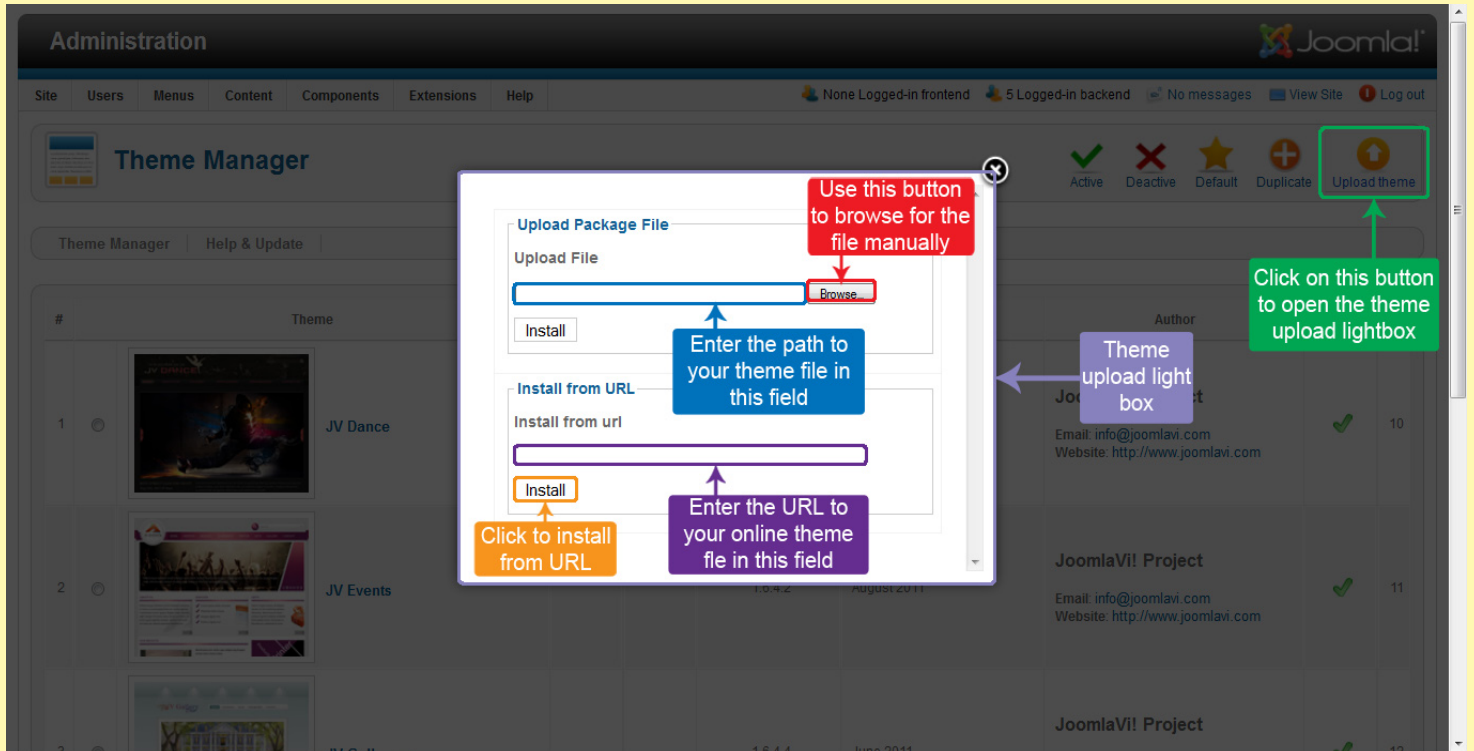 Administration
Joomla!
Site Users Menus Content Components Extensions Help
None Logged-in frontend 5 Logged-in backend No messages View Site Log out
Theme Manager
Active Deactive Default Duplicate Upload theme
Theme Manager Help & Update
Use this button
to browse for the
file manually
Click on this button
to open the theme
upload lightbox
Upload Package File
Upload File
Browse...
Install
Enter the path to
your theme file in
this field
Theme
upload light
box
Install from URL
Install from url
Install
Enter the URL to
your online theme
fle in this field
Click to install
from URL
# Theme Author
1 JV Dance
Email: info@joomlavi.com
Website: http://www.joomlavi.com
10
JV DANCES
2 JV Events 1.6.4.2 August 2011
JoomlaVi! Project
Email: info@joomlavi.com
Website: http://www.joomlavi.com
11
JoomlaVi! Project